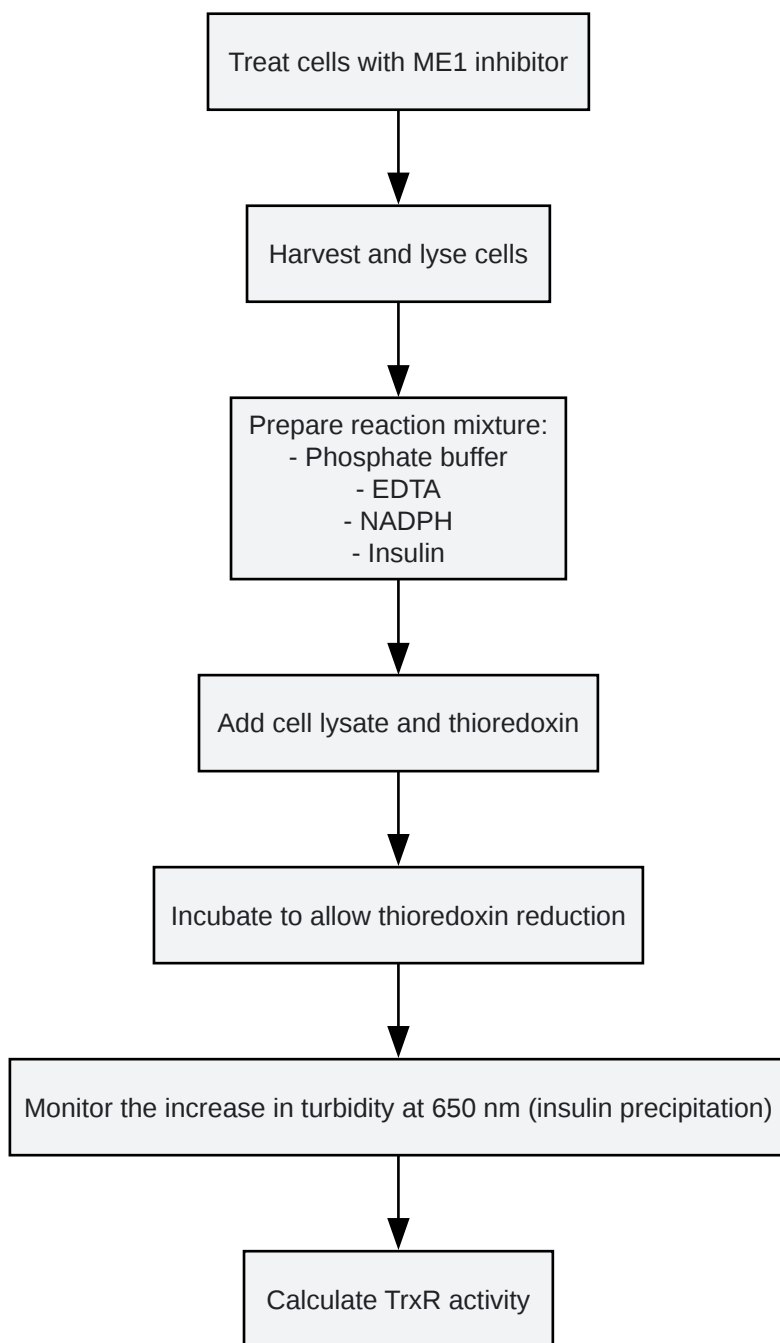 Treat cells with ME1 inhibitor
Harvest and lyse cells
Prepare reaction mixture:
- Phosphate buffer
- EDTA
- NADPH
- Insulin
Add cell lysate and thioredoxin
Incubate to allow thioredoxin reduction
Monitor the increase in turbidity at 650 nm (insulin precipitation)
Calculate TrxR activity